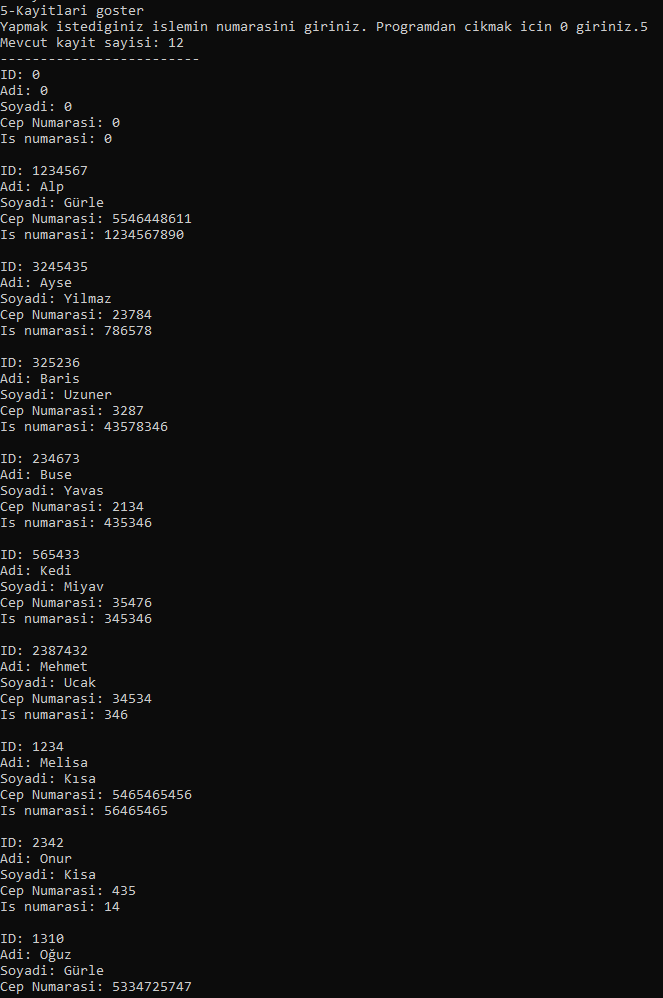 5-Kayitlari goster
Yapmak istediginiz islemin numarasini giriniz. Programdan cikmak icin 0 giriniz.5
Mevcut kayit sayisi: 12
-------------------------
ID: 0
Adi: 0
Soyadi: 0
Cep Numarasi: 0
Is numarasi: 0

ID: 1234567
Adi: Alp
Soyadi: Gürle
Cep Numarasi: 5546448611
Is numarasi: 1234567890

ID: 3245435
Adi: Ayse
Soyadi: Yilmaz
Cep Numarasi: 23784
Is numarasi: 786578

ID: 325236
Adi: Baris
Soyadi: Uzuner
Cep Numarasi: 3287
Is numarasi: 43578346

ID: 234673
Adi: Buse
Soyadi: Yavas
Cep Numarasi: 2134
Is numarasi: 435346

ID: 565433
Adi: Kedi
Soyadi: Miyav
Cep Numarasi: 35476
Is numarasi: 345346

ID: 2387432
Adi: Mehmet
Soyadi: Ucak
Cep Numarasi: 34534
Is numarasi: 346

ID: 1234
Adi: Melisa
Soyadi: Kısa
Cep Numarasi: 5465465456
Is numarasi: 56465465

ID: 2342
Adi: Onur
Soyadi: Kisa
Cep Numarasi: 435
Is numarasi: 14

ID: 1310
Adi: Oğuz
Soyadi: Gürle
Cep Numarasi: 5334725747